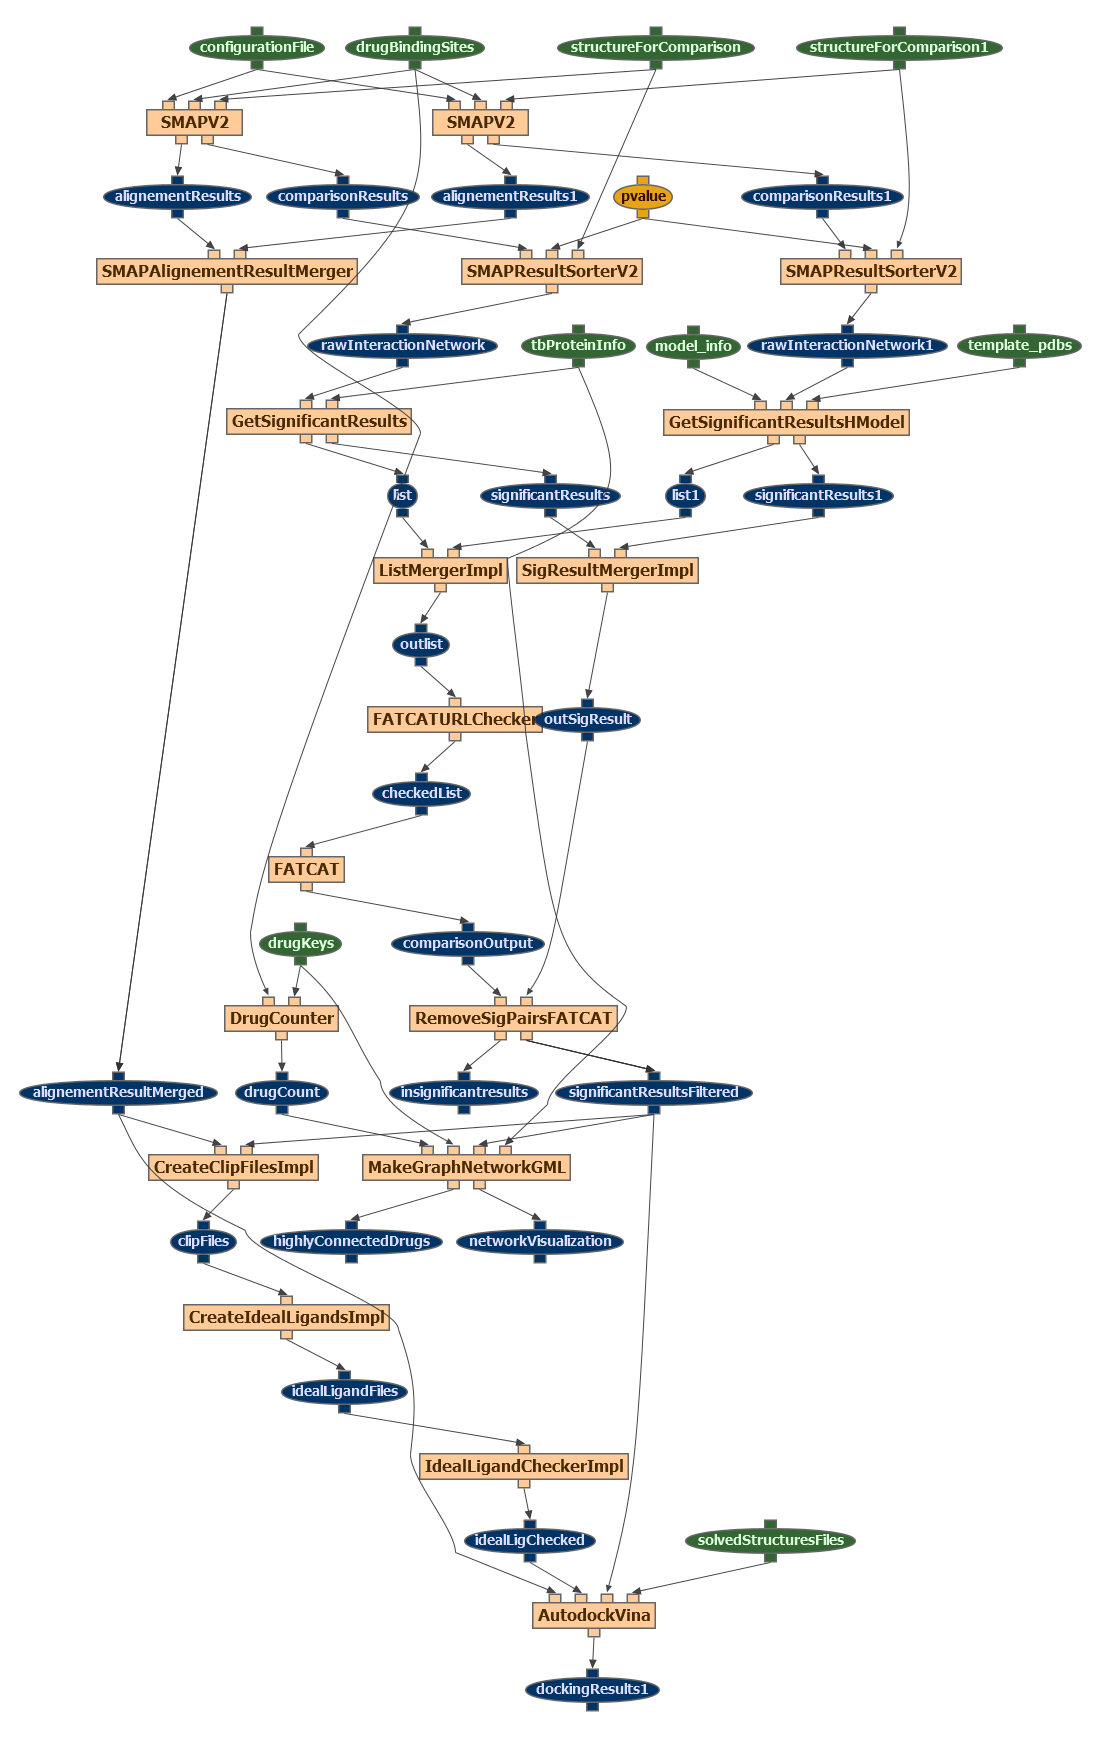 configurationFile
drugBindingSites
structureForComparison
structureForComparison1
SMAPV2
SMAPV2
alignementResults
comparisonResults
alignementResults1
pvalue
comparisonResults1
SMAPAlignementResultMerger
SMAPResultSorterV2
SMAPResultSorterV2
rawInteractionNetwork
tbProteinInfo
model_info
rawInteractionNetwork1
template_pdbs
GetSignificantResults
GetSignificantResultsHModel
list
significantResults
list1
significantResults1
ListMergerImpl
SigResultMergerImpl
outlist
FATCATURLChecker
outSigResult
checkedList
FATCAT
drugKeys
comparisonOutput
DrugCounter
RemoveSigPairsFATCAT
alignementResultMerged
drugCount
insignificantresults
significantResultsFiltered
CreateClipFilesImpl
MakeGraphNetworkGML
clipFiles
highlyConnectedDrugs
networkVisualization
CreateIdealLigandsImpl
idealLigandFiles
IdealLigandCheckerImpl
idealLigChecked
solvedStructuresFiles
AutodockVina
dockingResults1